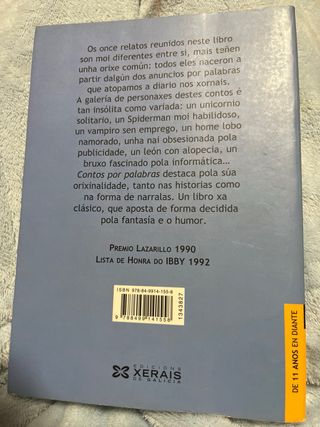 Os once relatos reunidos neste libro
son moi diferentes entre si, mais teñen
unha orixe común: todos eles naceron a
partir dalgún dos anuncios por palabras
que atopamos a diario nos xornais.
A galería de personaxes destes contos é
tan insólita como variada: un unicornio
solitario, un Spiderman moi habilidoso,
un vampiro sen emprego, un home lobo
namorado, unha nai obsesionada pola
publicidade, un león con alopecia, un
bruxo fascinado pola informática...
Contos por palabras destaca pola súa
orixinalidade, tanto nas historias como
na forma de narralas. Un libro xa
clásico, que aposta de forma decidida
pola fantasía e o humor.
PREMIO LAZARILLO 1990
LISTA DE HONRA DO IBBY 1992
ISBN 978-84-9914-155-8
9 788499 141558
1343827
EDICIÓNS
XERAIS
DE GALICIA
DE 11 ANOS EN DIANTE